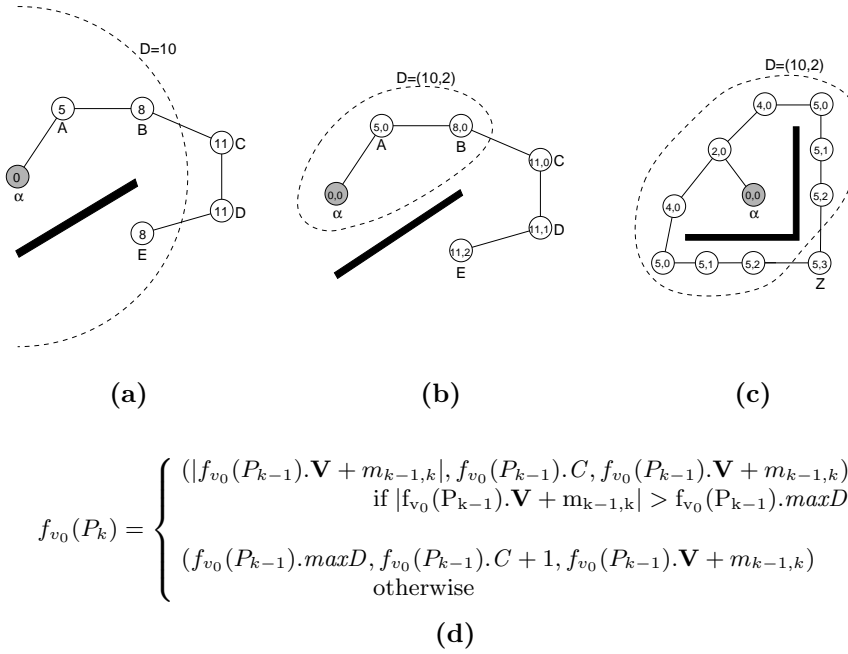 D=10
5
A
8
B
11
C
0
α
11
D
8
E
(a)
D=(10,2)
5,0
A
8,0
B
11,0
C
0,0
α
11,1
D
11,2
E
(b)
D=(10,2)
4,0
5,0
2,0
5,1
0,0
α
5,2
4,0
5,0
5,1
5,2
5,3
Z
(c)
f_{v_0}(P_k) = { (|f_{v_0}(P_{k−1}).V + m_{k−1,k}|, f_{v_0}(P_{k−1}).C, f_{v_0}(P_{k−1}).V + m_{k−1,k})
if |f_{v_0}(P_{k−1}).V + m_{k−1,k}| > f_{v_0}(P_{k−1}).maxD
(f_{v_0}(P_{k−1}).maxD, f_{v_0}(P_{k−1}).C + 1, f_{v_0}(P_{k−1}).V + m_{k−1,k})
otherwise
(d)